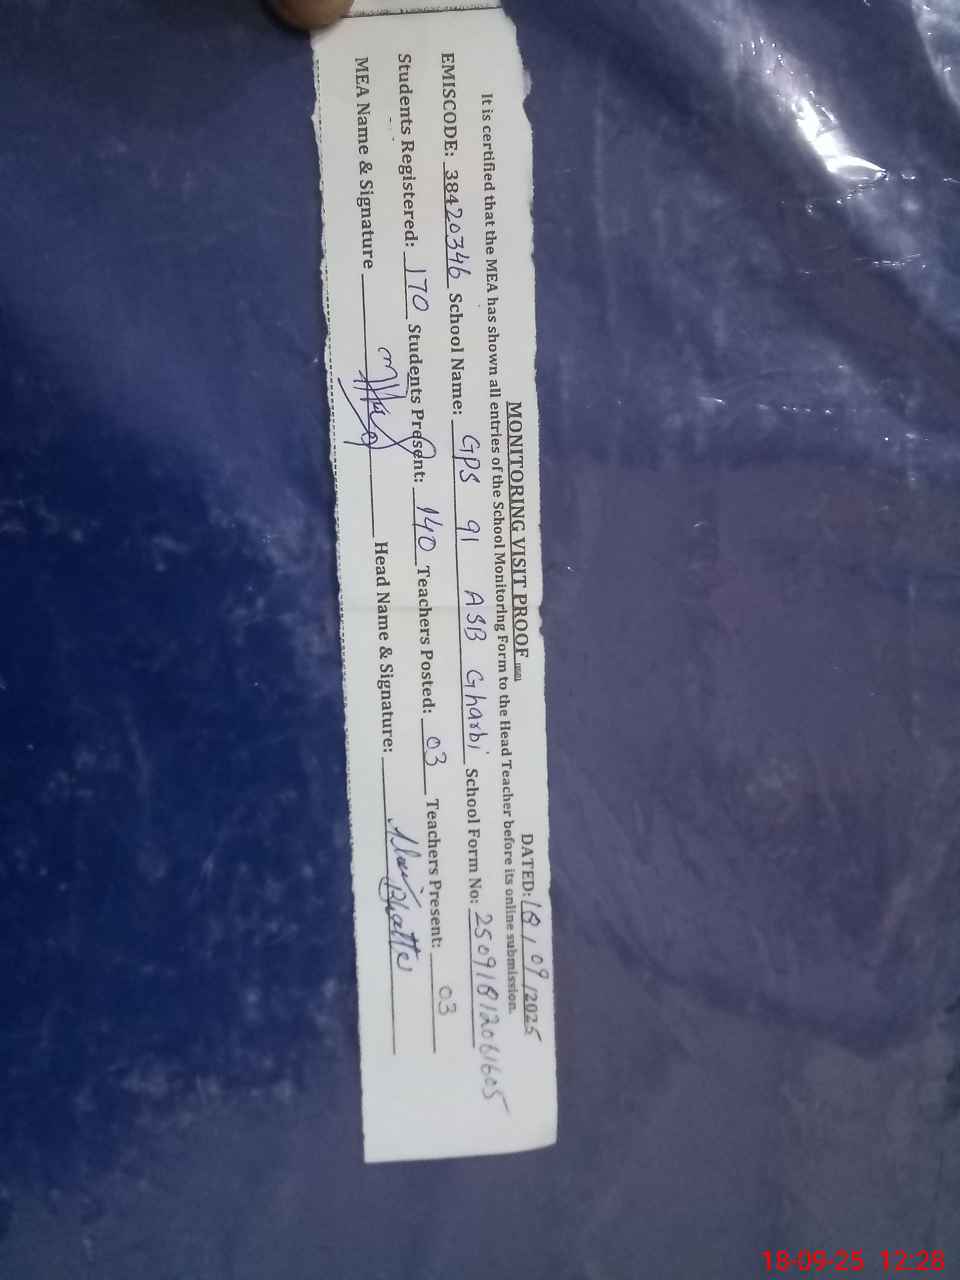 MONITORING VISIT PROOF
DATED: 18/09/2025
It is certified that the MEA has shown all entries of the School Monitoring Form to the Head Teacher before its online submission.
EMISCODE: 38420346 School Name: GPS 91 ASB Gharbi School Form No: 25091812061605
Students Registered: 170 Students Present: 140 Teachers Posted: 03 Teachers Present: 03
MEA Name & Signature Head Name & Signature:
18-09-25 12:28